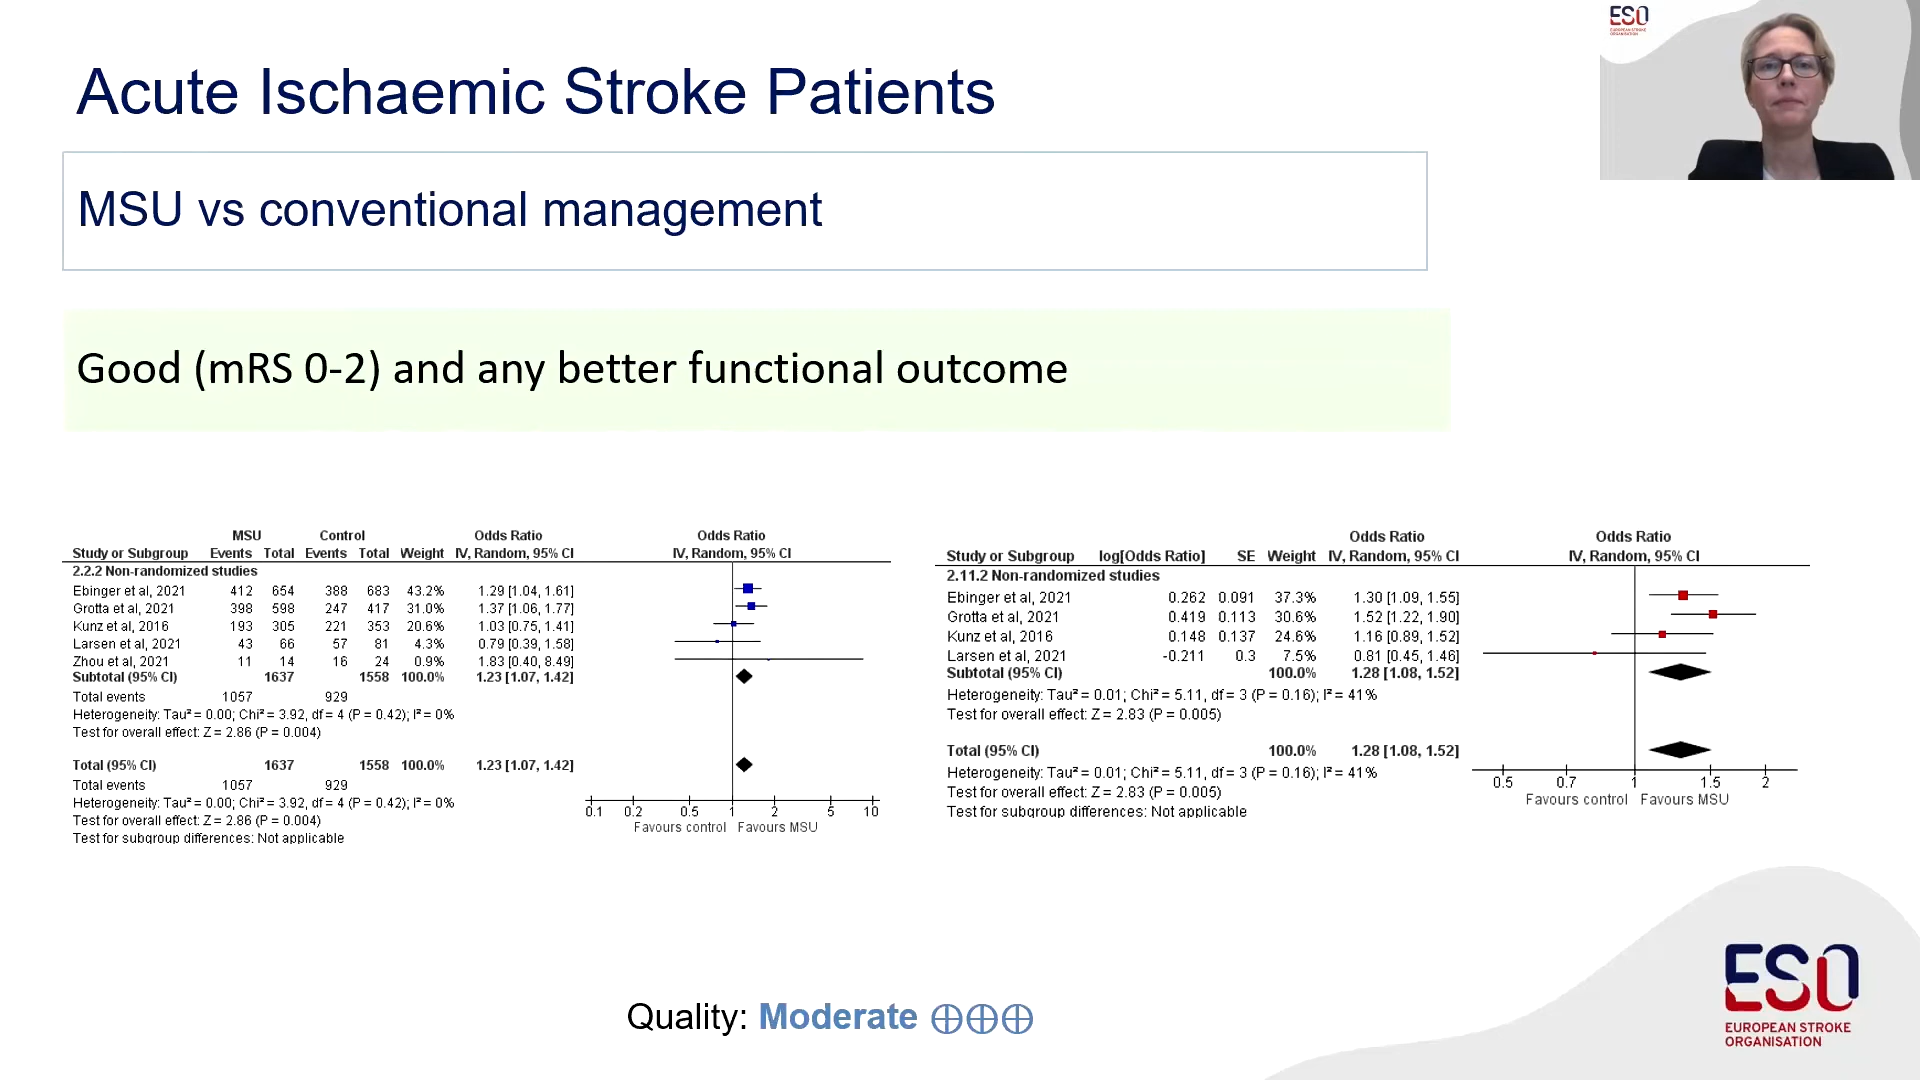 Acute Ischaemic Stroke Patients
ESO
EUROPEAN STROKE
ORGANISATION
MSU vs conventional management
Good (mRS 0-2) and any better functional outcome
MSU Control Odds Ratio Odds Ratio
Study or Subgroup Events Total Events Total Weight IV, Random, 95% CI IV, Random, 95% CI
2.2.2 Non-randomized studies
Ebinger et al, 2021 412 654 388 683 43.2% 1.29 [1.04, 1.61]
Grotta et al, 2021 398 598 247 417 31.0% 1.37 [1.06, 1.77]
Kunz et al, 2016 193 305 221 353 20.6% 1.03 [0.75, 1.41]
Larsen et al, 2021 43 66 57 81 4.3% 0.79 [0.39, 1.58]
Zhou et al, 2021 11 14 16 24 0.9% 1.83 [0.40, 8.49]
Subtotal (95% CI) 1637 1558 100.0% 1.23 [1.07, 1.42]
Total events 1057 929
Heterogeneity: Tau² = 0.00; Chi² = 3.92, df = 4 (P = 0.42); I² = 0%
Test for overall effect: Z = 2.86 (P = 0.004)
Total (95% CI) 1637 1558 100.0% 1.23 [1.07, 1.42]
Total events 1057 929
Heterogeneity: Tau² = 0.00; Chi² = 3.92, df = 4 (P = 0.42); I² = 0%
Test for overall effect: Z = 2.86 (P = 0.004)
Test for subgroup differences: Not applicable
0.1 0.2 0.5 1 2 5 10
Favours control Favours MSU
Odds Ratio Odds Ratio
Study or Subgroup log[Odds Ratio] SE Weight IV, Random, 95% CI IV, Random, 95% CI
2.11.2 Non-randomized studies
Ebinger et al, 2021 0.262 0.091 37.3% 1.30 [1.09, 1.55]
Grotta et al, 2021 0.419 0.113 30.6% 1.52 [1.22, 1.90]
Kunz et al, 2016 0.148 0.137 24.6% 1.16 [0.89, 1.52]
Larsen et al, 2021 -0.211 0.3 7.5% 0.81 [0.45, 1.46]
Subtotal (95% CI) 100.0% 1.28 [1.08, 1.52]
Heterogeneity: Tau² = 0.01; Chi² = 5.11, df = 3 (P = 0.16); I² = 41%
Test for overall effect: Z = 2.83 (P = 0.005)
Total (95% CI) 100.0% 1.28 [1.08, 1.52]
Heterogeneity: Tau² = 0.01; Chi² = 5.11, df = 3 (P = 0.16); I² = 41%
Test for overall effect: Z = 2.83 (P = 0.005)
Test for subgroup differences: Not applicable
0.5 0.7 1 1.5 2
Favours control Favours MSU
Quality: Moderate ⊕⊕⊕
ESO
EUROPEAN STROKE
ORGANISATION